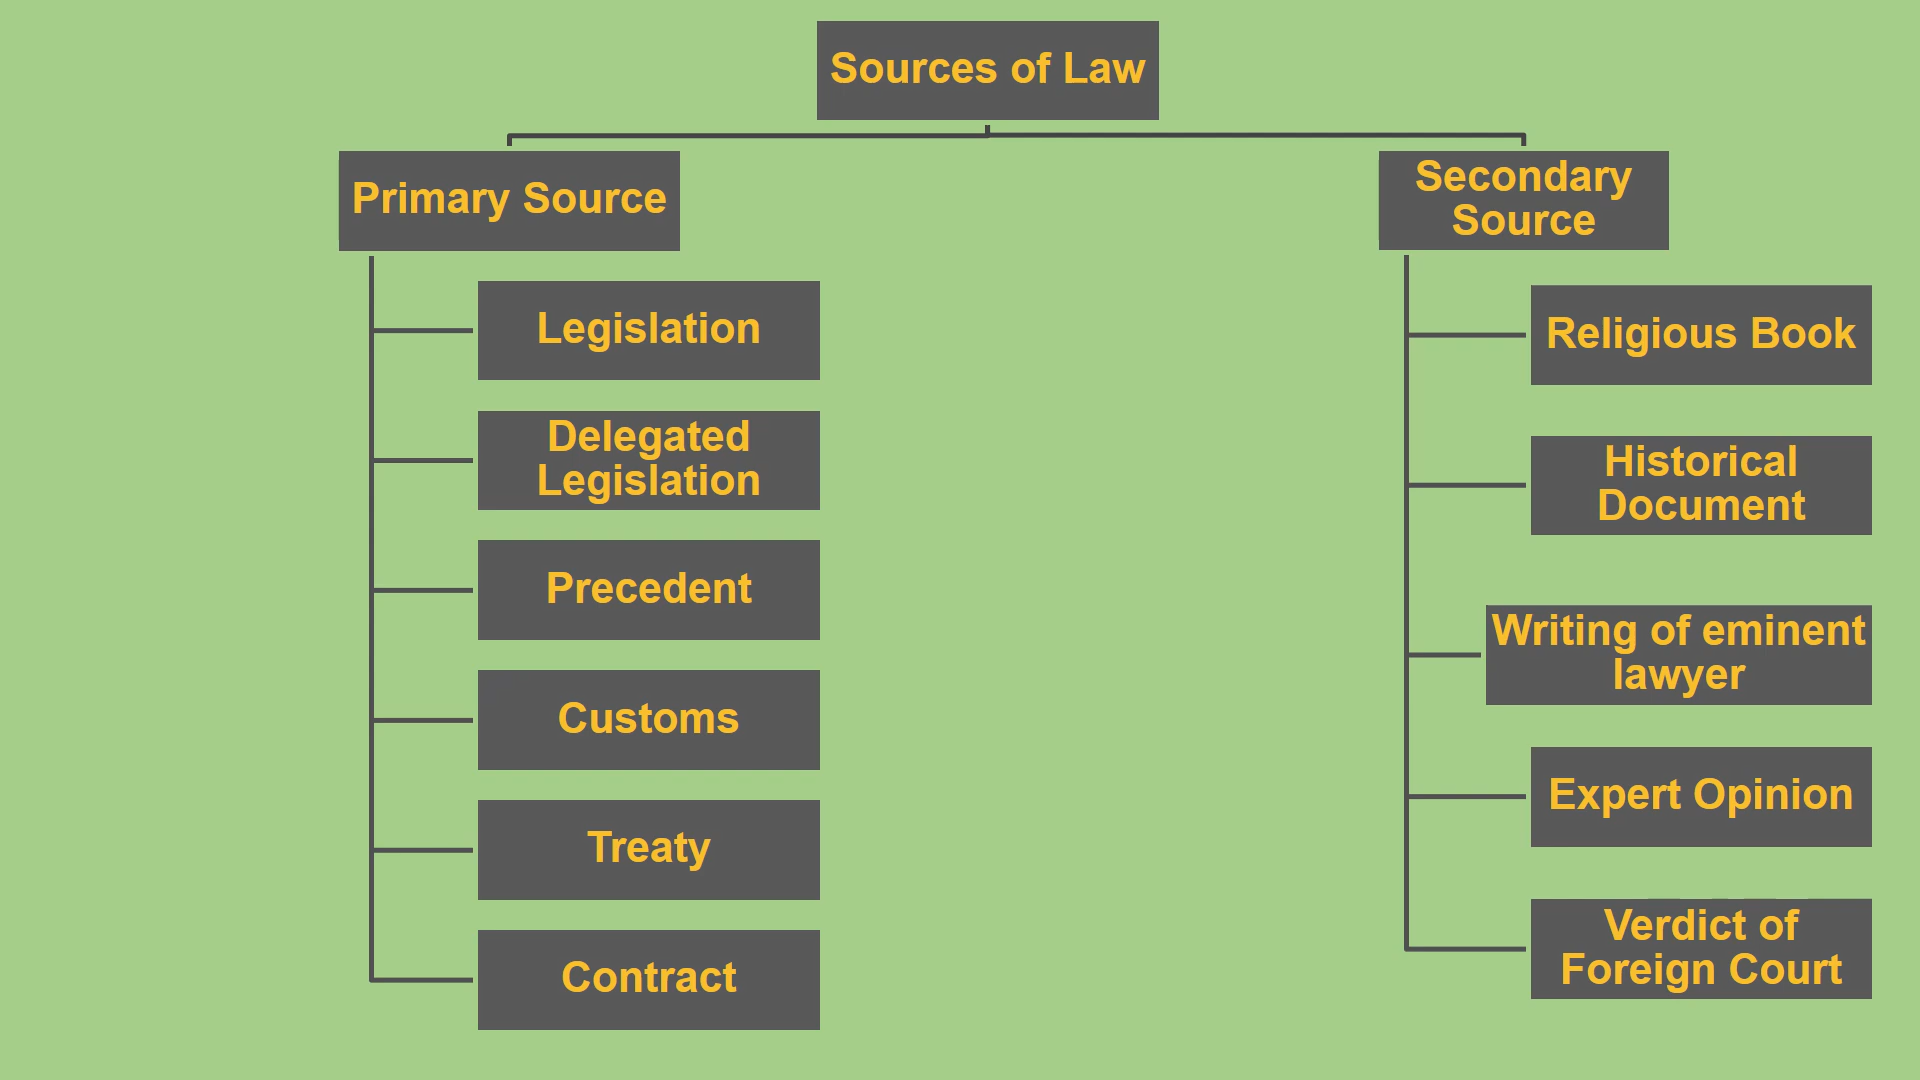 Sources of Law
Primary Source
Legislation
Delegated
Legislation
Precedent
Customs
Treaty
Contract
Secondary
Source
Religious Book
Historical
Document
Writing of eminent
lawyer
Expert Opinion
Verdict of
Foreign Court